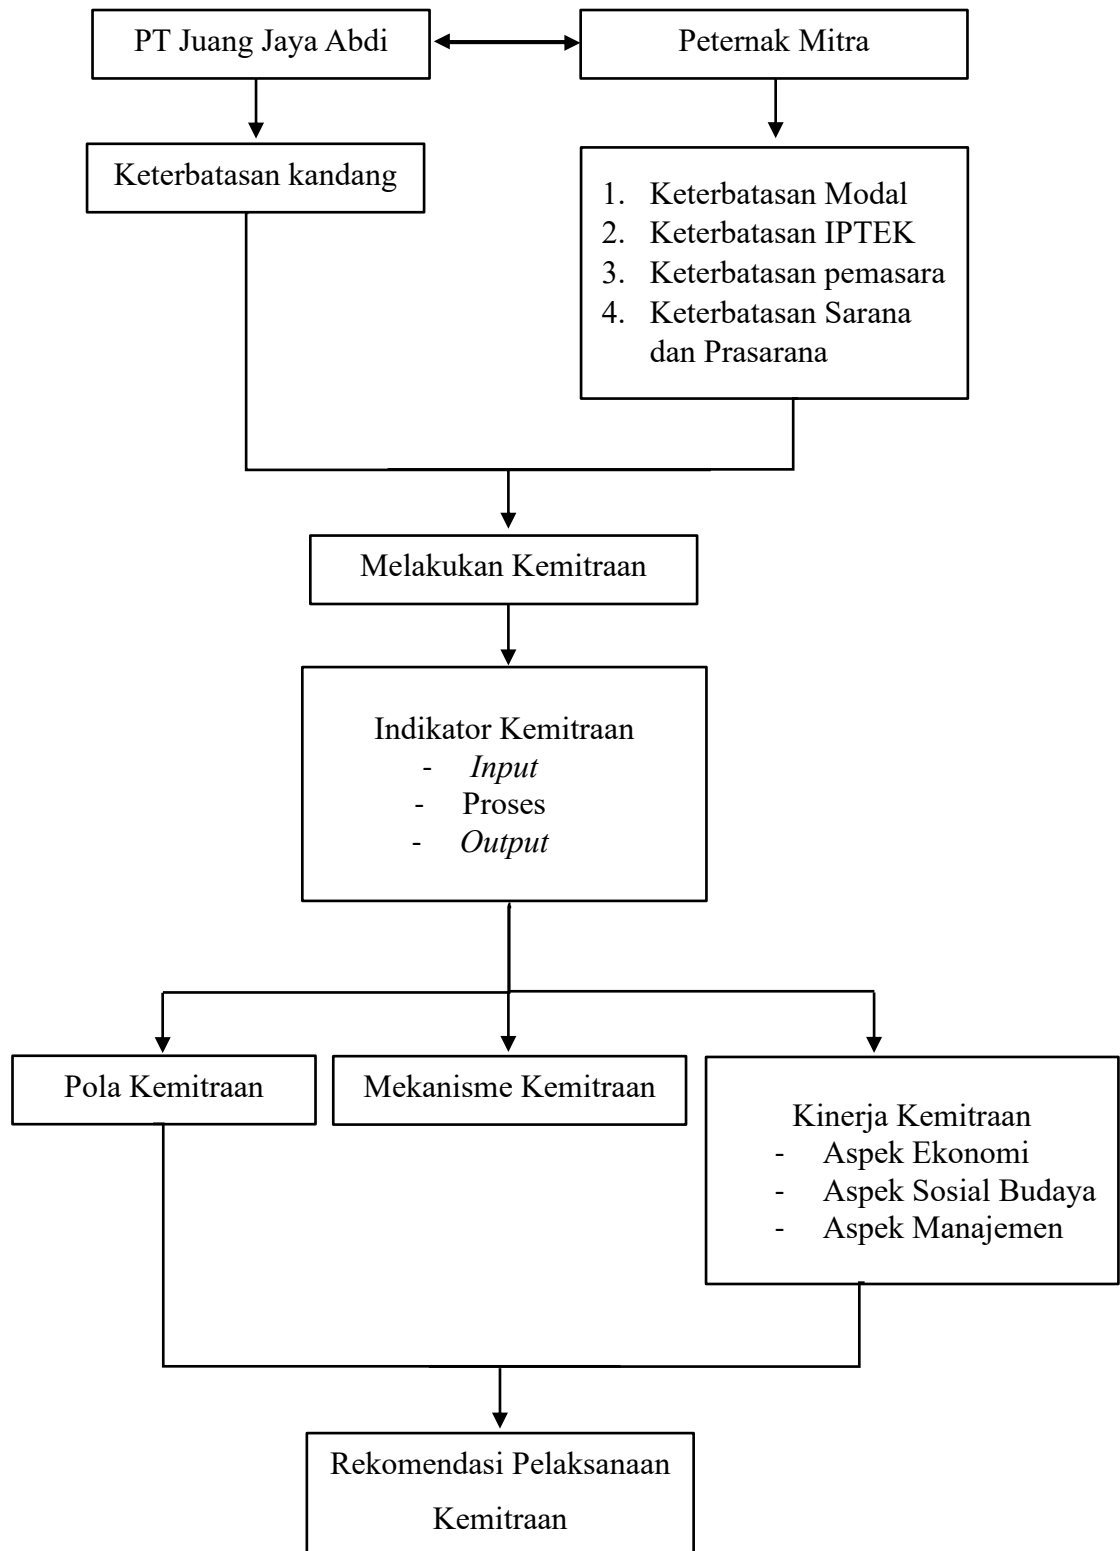 PT Juang Jaya Abdi
Peternak Mitra
Keterbatasan kandang
1. Keterbatasan Modal
2. Keterbatasan IPTEK
3. Keterbatasan pemasara
4. Keterbatasan Sarana
dan Prasarana
Melakukan Kemitraan
Indikator Kemitraan
- Input
- Proses
- Output
Pola Kemitraan
Mekanisme Kemitraan
Kinerja Kemitraan
- Aspek Ekonomi
- Aspek Sosial Budaya
- Aspek Manajemen
Rekomendasi Pelaksanaan
Kemitraan